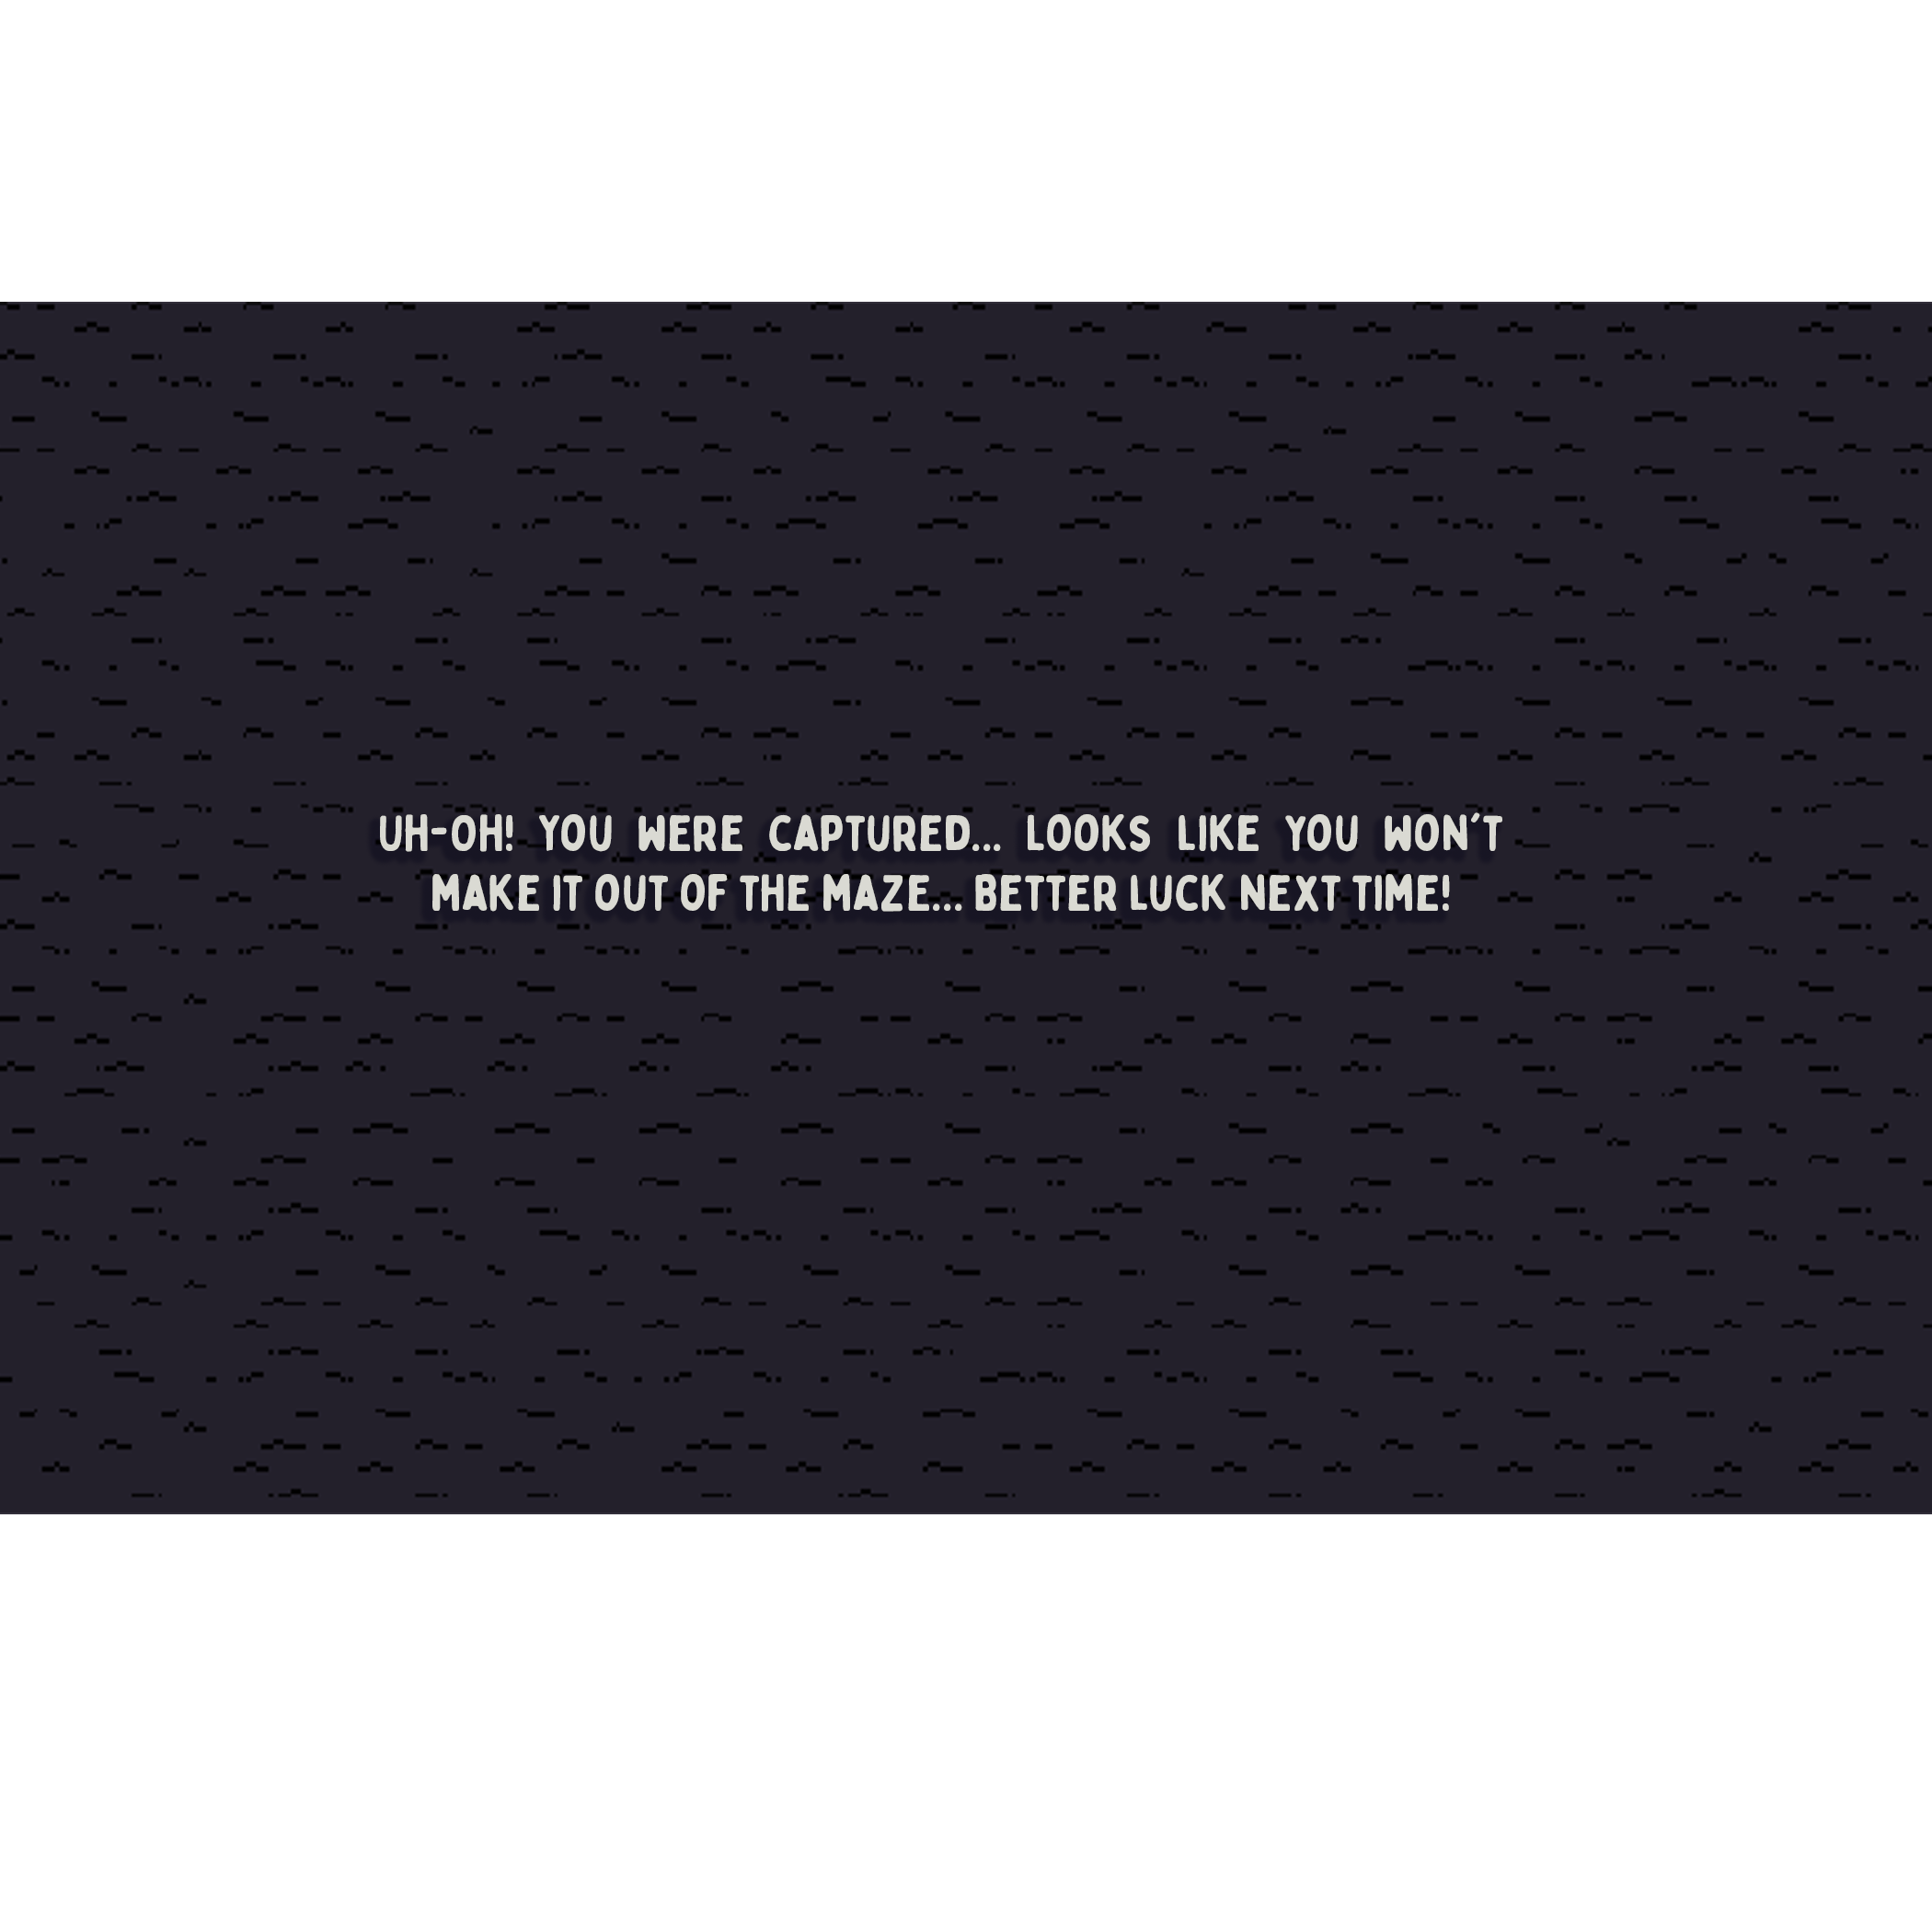 UH-OH! YOU WERE CAPTURED... LOOKS LIKE YOU WON'T
MAKE IT OUT OF THE MAZE... BETTER LUCK NEXT TIME!